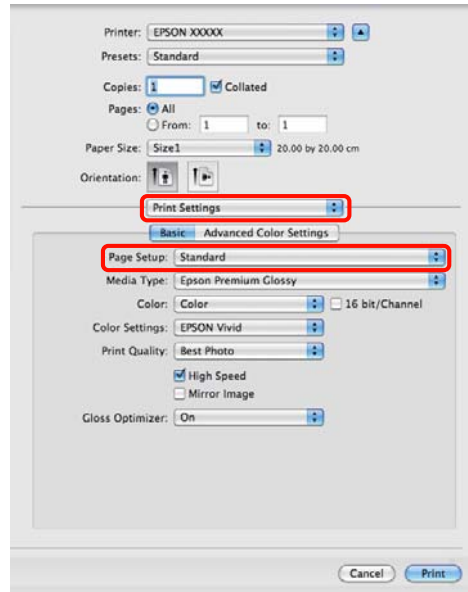 Printer: EPSON XXXXX
Presets: Standard
Copies: 1 Collated
Pages: All
From: 1 to: 1
Paper Size: Size1 20.00 by 20.00 cm
Orientation:
Print Settings
Basic Advanced Color Settings
Page Setup: Standard
Media Type: Epson Premium Glossy
Color: Color 16 bit/Channel
Color Settings: EPSON Vivid
Print Quality: Best Photo
High Speed
Mirror Image
Gloss Optimizer: On
Cancel Print